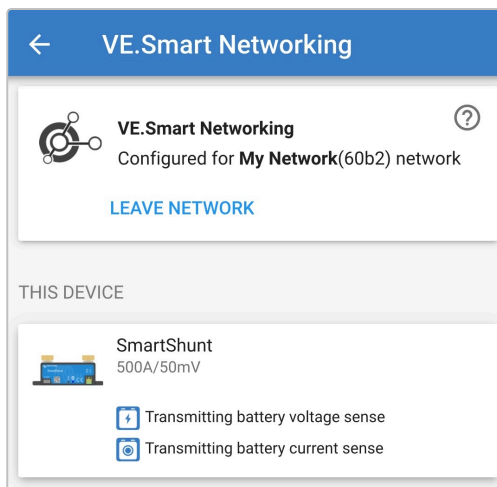 VE.Smart Networking
VE.Smart Networking
Configured for My Network(60b2) network
LEAVE NETWORK
THIS DEVICE
SmartShunt
500A/50mV
Transmitting battery voltage sense
Transmitting battery current sense